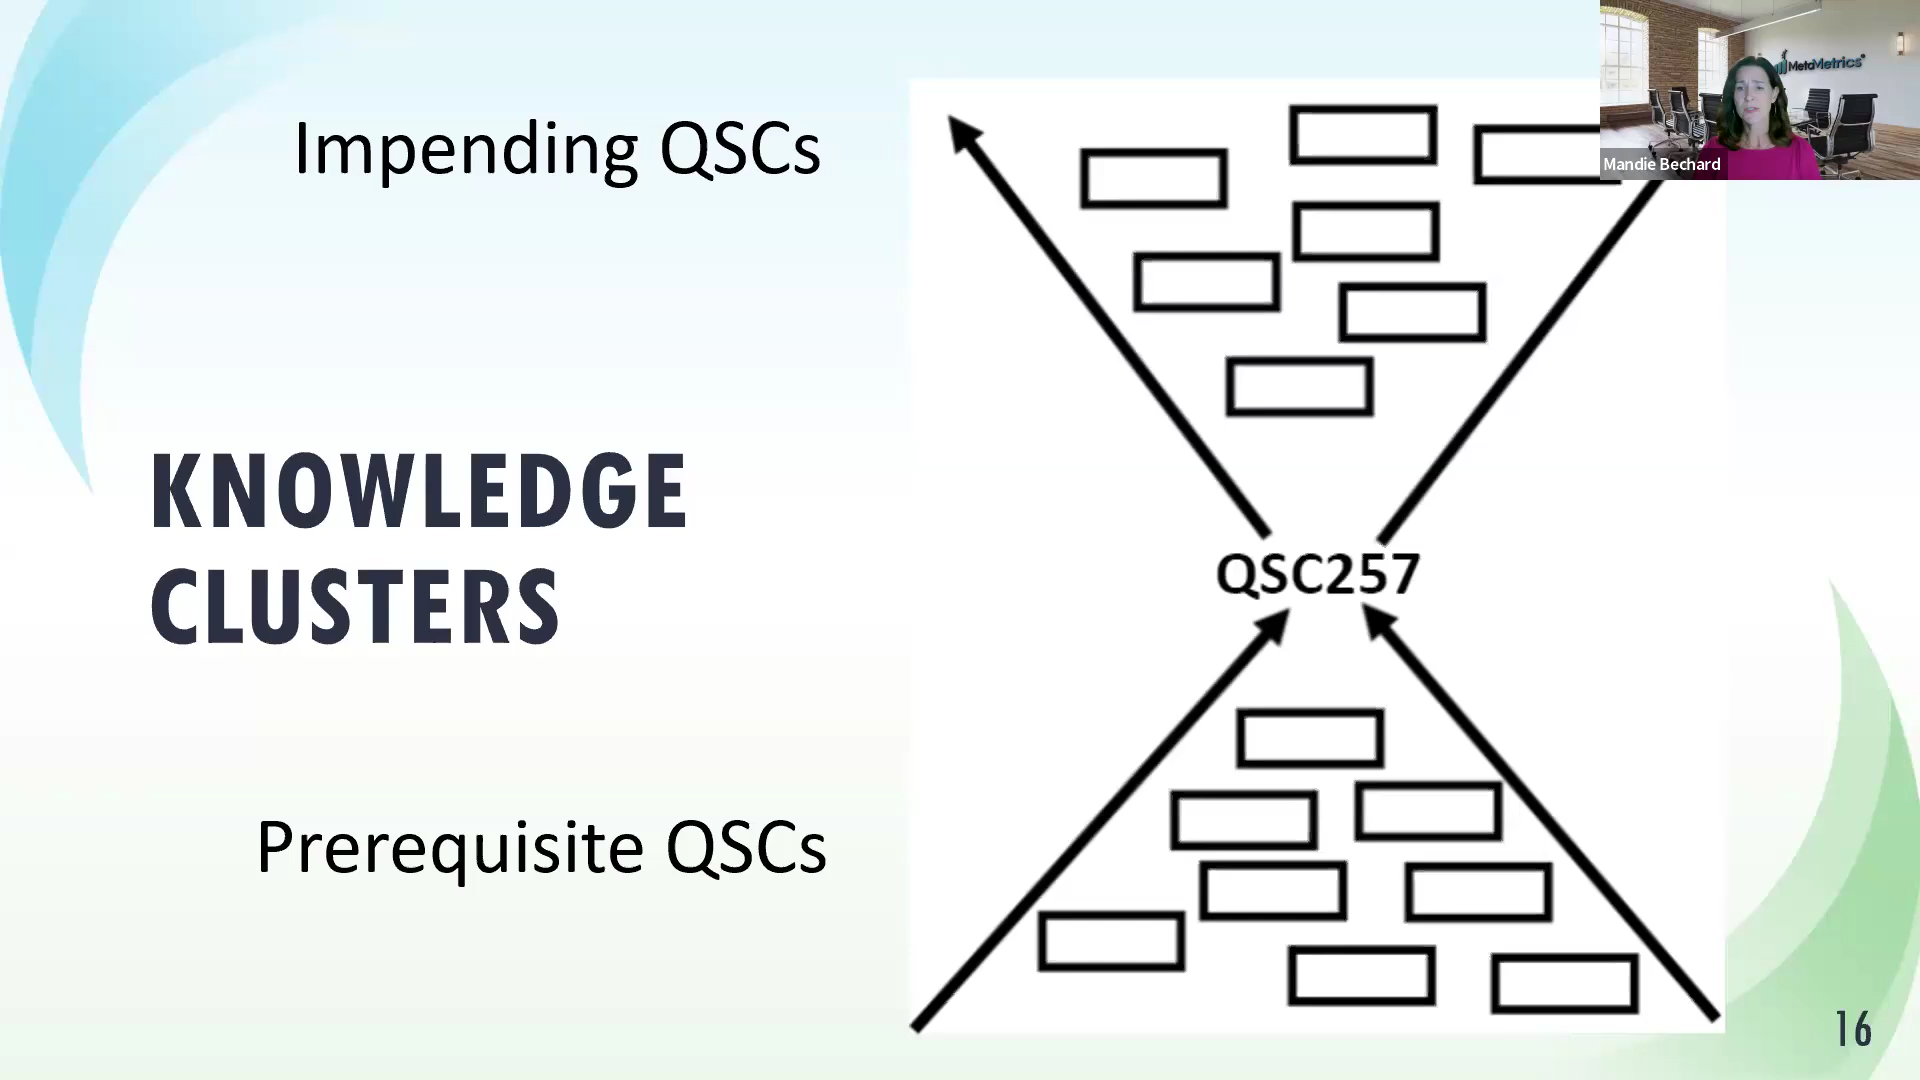 Impending QSCs
MetaMetrics®
Mandie Bechard
KNOWLEDGE
CLUSTERS
QSC257
Prerequisite QSCs
16